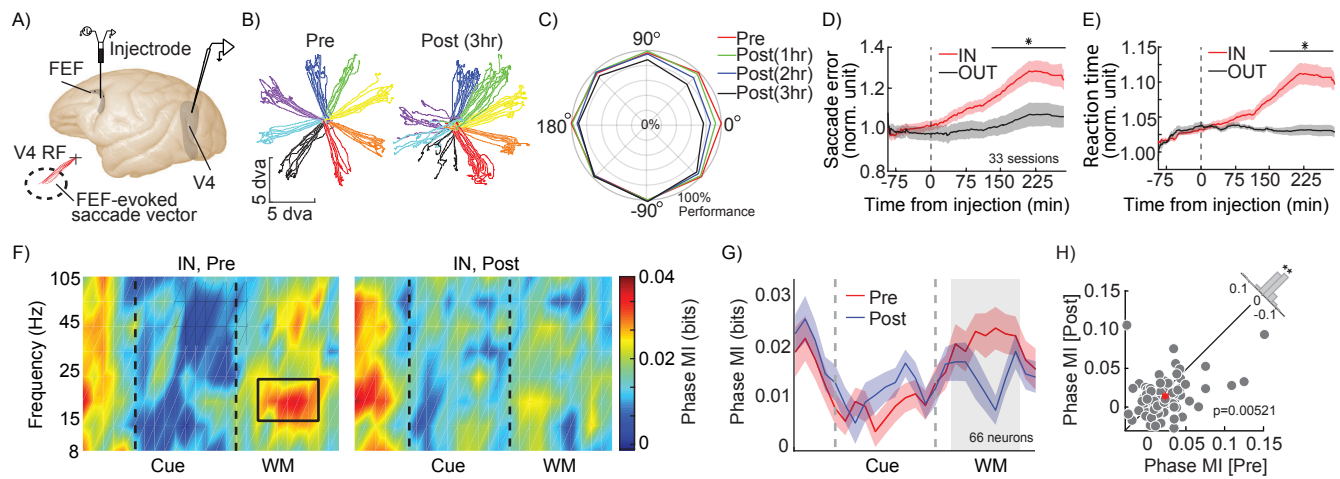 A)
Injectrode
FEF
V4 RF
V4
FEF-evoked
saccade vector
B)
Pre
Post (3hr)
5 dva
5 dva
C)
90°
180°
0%
0°
-90°
100%
Performance
Pre
Post(1hr)
Post(2hr)
Post(3hr)
D)
Saccade error
(norm. unit)
1.4
1.2
1.0
0.8
*
IN
OUT
33 sessions
-75 0 75 150 225
Time from injection (min)
E)
Reaction time
(norm. unit)
1.15
1.10
1.05
1.00
*
IN
OUT
-75 0 75 150 225
Time from injection (min)
F)
IN, Pre
IN, Post
Frequency (Hz)
105
45
25
15
8
Cue
WM
Cue
WM
0.04
0.02
0
Phase MI (bits)
G)
Phase MI (bits)
0.03
0.02
0.01
0
Pre
Post
66 neurons
Cue
WM
H)
Phase MI [Post]
0.15
0.10
0.05
0
0.1
0
-0.1
**
p=0.00521
0 0.05 0.10 0.15
Phase MI [Pre]